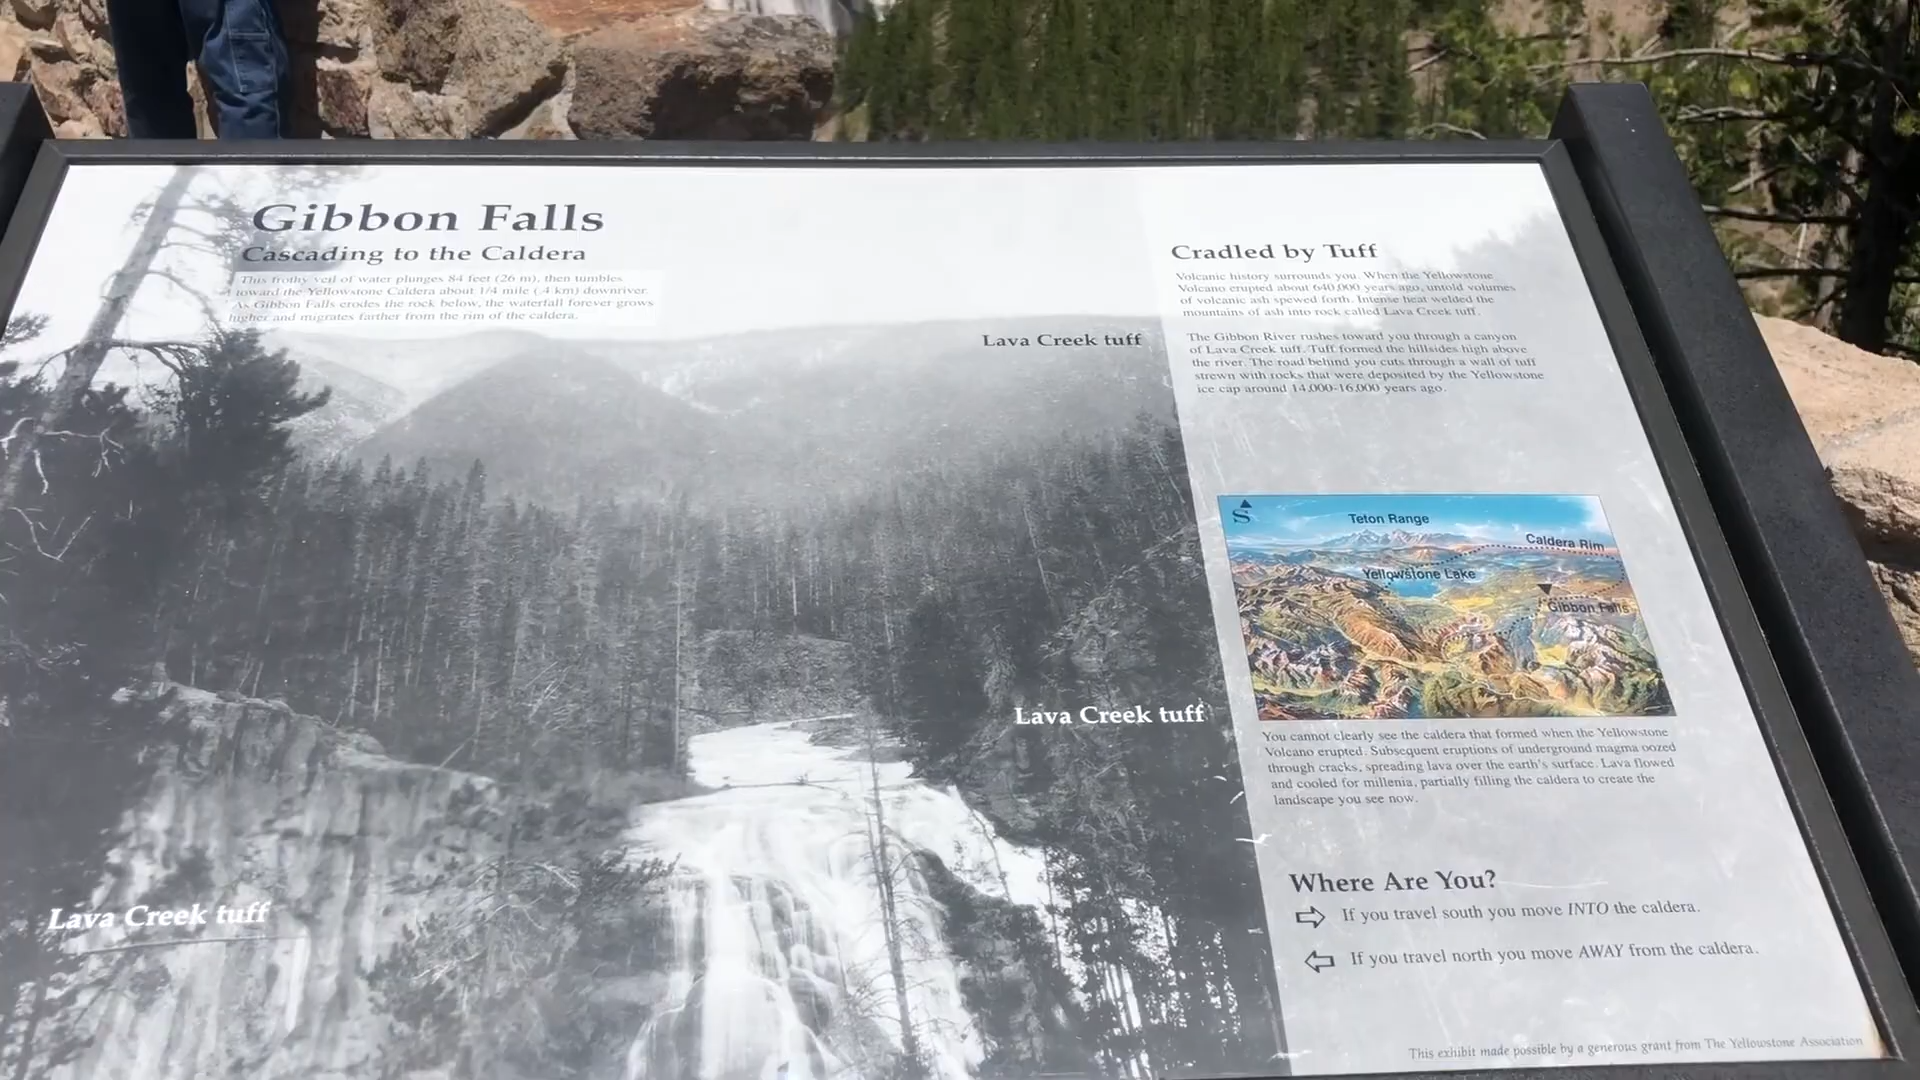 Gibbon Falls
Cascading to the Caldera
This frothy veil of water plunges 84 feet (26 m), then tumbles
toward the Yellowstone Caldera about 1/4 mile (.4 km) downriver.
As Gibbon Falls erodes the rock below, the waterfall forever grows
higher and migrates farther from the rim of the caldera.
Lava Creek tuff
Lava Creek tuff
Lava Creek tuff
Cradled by Tuff
Volcanic history surrounds you. When the Yellowstone
Volcano erupted about 640,000 years ago, untold volumes
of volcanic ash spewed forth. Intense heat welded the
mountains of ash into rock called Lava Creek tuff.
The Gibbon River rushes toward you through a canyon
of Lava Creek tuff. Tuff formed the hillsides high above
the river. The road behind you cuts through a wall of tuff
strewn with rocks that were deposited by the Yellowstone
ice cap around 14,000-16,000 years ago.
S
Teton Range
Caldera Rim
Yellowstone Lake
Gibbon Falls
You cannot clearly see the caldera that formed when the Yellowstone
Volcano erupted. Subsequent eruptions of underground magma oozed
through cracks, spreading lava over the earth's surface. Lava flowed
and cooled for millenia, partially filling the caldera to create the
landscape you see now.
Where Are You?
If you travel south you move INTO the caldera.
If you travel north you move AWAY from the caldera.
This exhibit made possible by a generous grant from The Yellowstone Association